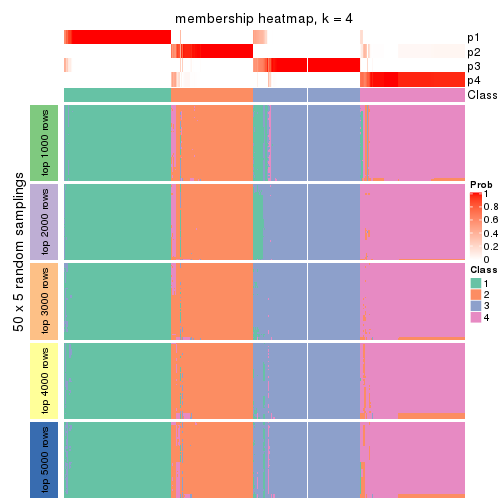 membership heatmap, k = 4
p1
p2
p3
p4
Class
50 x 5 random samplings
top 1000 rows
top 2000 rows
top 3000 rows
top 4000 rows
top 5000 rows
Prob
1
0.8
0.6
0.4
0.2
0
Class
1
2
3
4